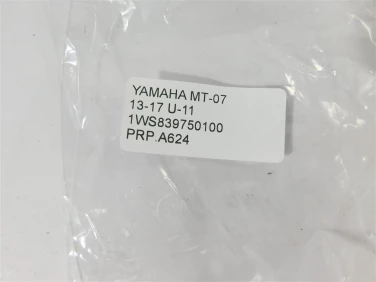 YAMAHA MT-07
13-17 U-11
1WS839750100
PRP.A624